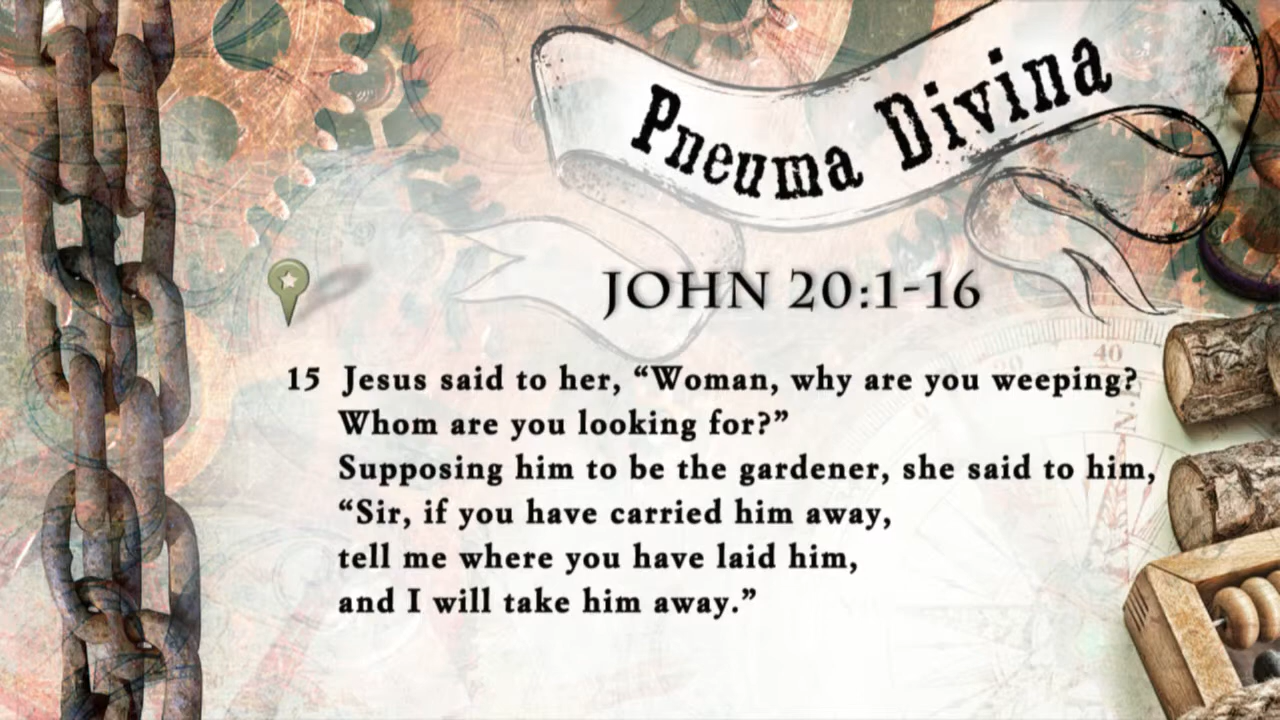 Pneuma Divina
JOHN 20:1-16
40
15 Jesus said to her, “Woman, why are you weeping?
Whom are you looking for?”
Supposing him to be the gardener, she said to him,
“Sir, if you have carried him away,
tell me where you have laid him,
and I will take him away.”